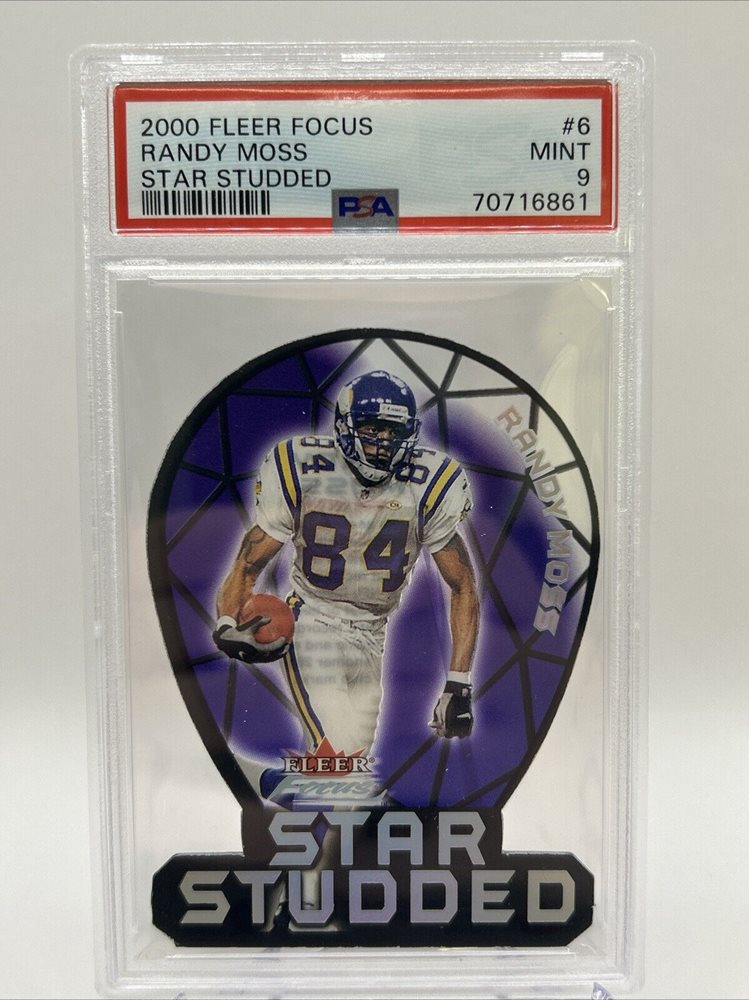 2000 FLEER FOCUS #6
RANDY MOSS MINT
STAR STUDDED 9
PSA 70716861
RANDY MOSS
84
84
84
FLEER®
Focus
STAR
STUDDED